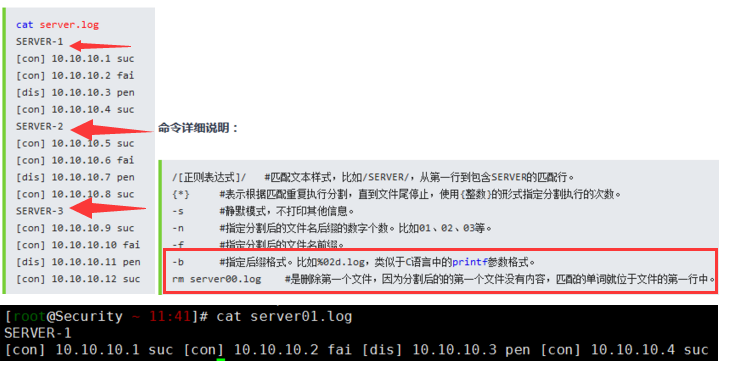 cat server.log
SERVER-1
[con] 10.10.10.1 suc
[con] 10.10.10.2 fai
[dis] 10.10.10.3 pen
[con] 10.10.10.4 suc
SERVER-2
[con] 10.10.10.5 suc
[con] 10.10.10.6 fai
[dis] 10.10.10.7 pen
[con] 10.10.10.8 suc
SERVER-3
[con] 10.10.10.9 suc
[con] 10.10.10.10 fai
[dis] 10.10.10.11 pen
[con] 10.10.10.12 suc
命令详细说明：
/[正则表达式]/ #匹配文本样式，比如/SERVER/，从第一行到包含SERVER的匹配行。
{*} #表示根据匹配重复执行分割，直到文件尾停止，使用{整数}的形式指定分割执行的次数。
-s #静默模式，不打印其他信息。
-n #指定分割后的文件名后缀的数字个数。比如01、02、03等。
-f #指定分割后的文件名前缀。
-b #指定后缀格式。比如%02d.log，类似于C语言中的printf参数格式。
rm server00.log #是删除第一个文件，因为分割后的的第一个文件没有内容，匹配的单词就位于文件的第一行中。
[root@Security ~ 11:41]# cat server01.log
SERVER-1
[con] 10.10.10.1 suc [con] 10.10.10.2 fai [dis] 10.10.10.3 pen [con] 10.10.10.4 suc